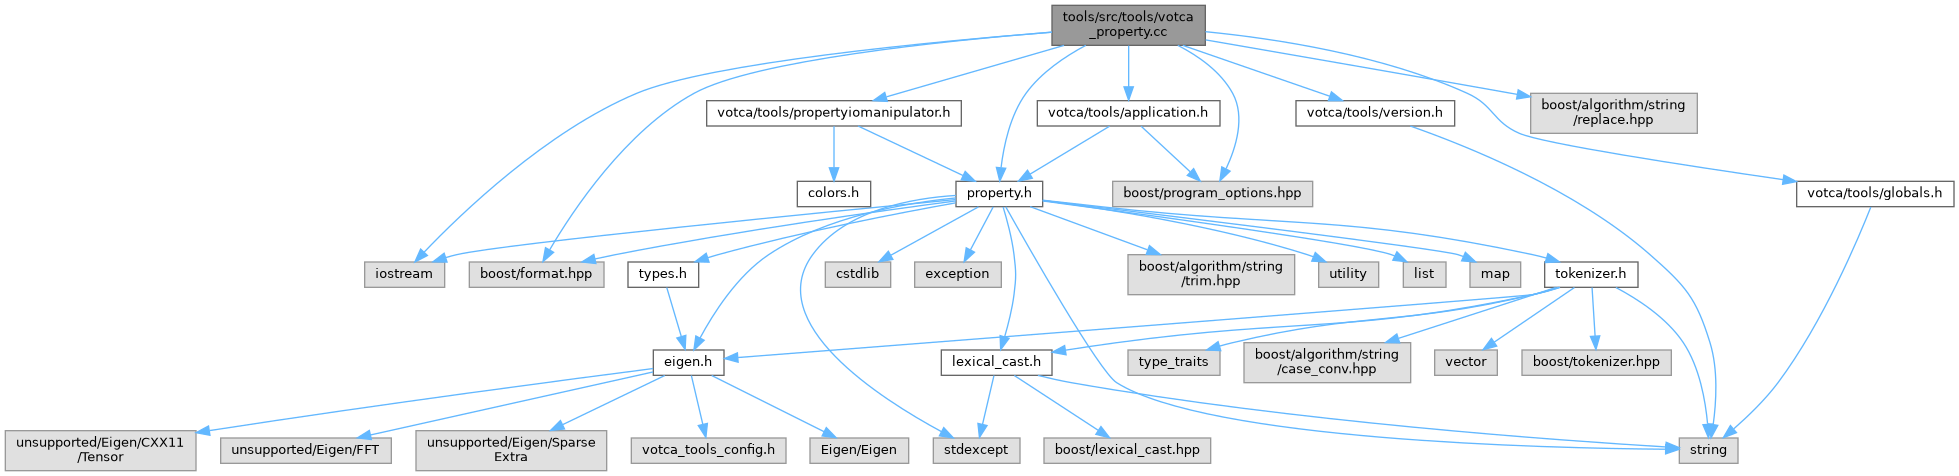 tools/src/tools/votca
_property.cc
votca/tools/propertyiomanipulator.h
votca/tools/application.h
votca/tools/version.h
boost/algorithm/string
/replace.hpp
colors.h
property.h
boost/program_options.hpp
votca/tools/globals.h
iostream
boost/format.hpp
types.h
cstdlib
exception
boost/algorithm/string
/trim.hpp
utility
list
map
tokenizer.h
eigen.h
lexical_cast.h
type_traits
boost/algorithm/string
/case_conv.hpp
vector
boost/tokenizer.hpp
unsupported/Eigen/CXX11
/Tensor
unsupported/Eigen/FFT
unsupported/Eigen/Sparse
Extra
votca_tools_config.h
Eigen/Eigen
stdexcept
boost/lexical_cast.hpp
string